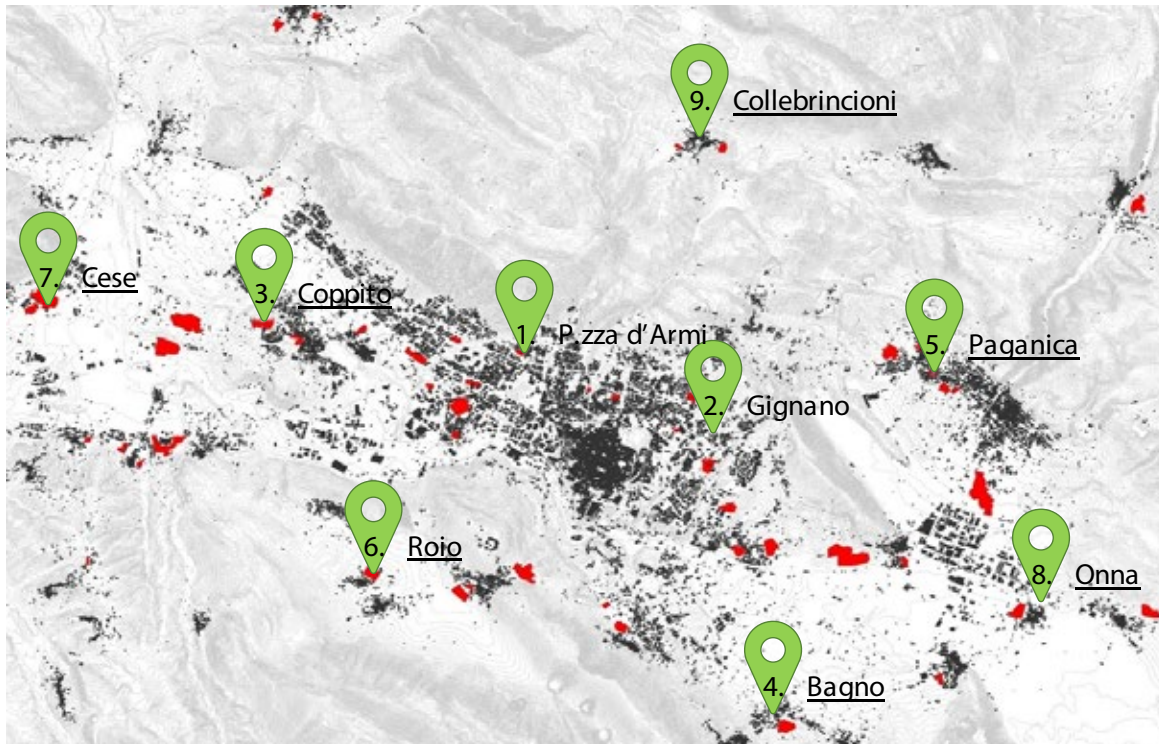 9. Collebrincioni
7. Cese
3. Coppito
1. P.zza d'Armi
5. Paganica
2. Gignano
6. Roio
8. Onna
4. Bagno